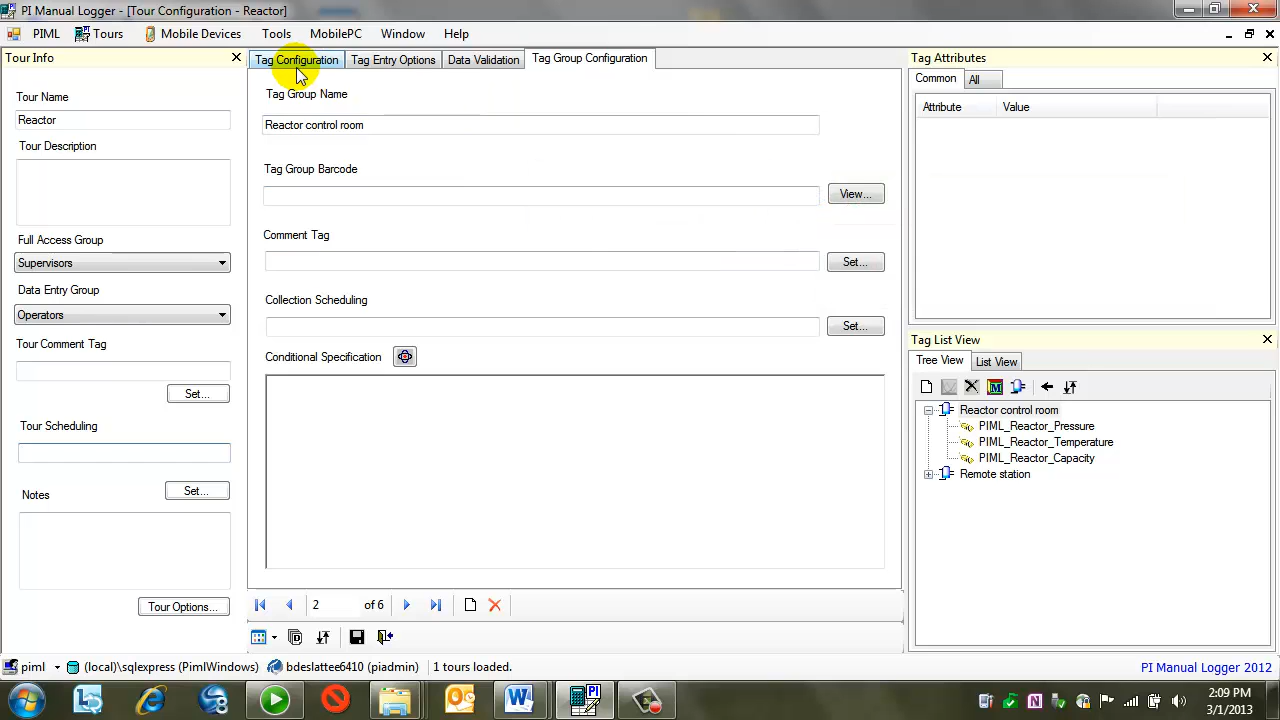 PI Manual Logger - [Tour Configuration - Reactor]
PIML Tours Mobile Devices Tools MobilePC Window Help
Tour Info
Tour Name
Reactor
Tour Description
Full Access Group
Supervisors
Data Entry Group
Operators
Tour Comment Tag
Set...
Tour Scheduling
Set...
Notes
Tour Options...
Tag Configuration Tag Entry Options Data Validation Tag Group Configuration
Tag Group Name
Reactor control room
Tag Group Barcode
View...
Comment Tag
Set...
Collection Scheduling
Set...
Conditional Specification
2 of 6
Tag Attributes
Common All
Attribute Value
Tag List View
Tree View List View
Reactor control room
PIML_Reactor_Pressure
PIML_Reactor_Temperature
PIML_Reactor_Capacity
Remote station
piml (local)\sqlexpress (PimlWindows) bdeslattee6410 (piadmin) 1 tours loaded. PI Manual Logger 2012
2:09 PM
3/1/2013